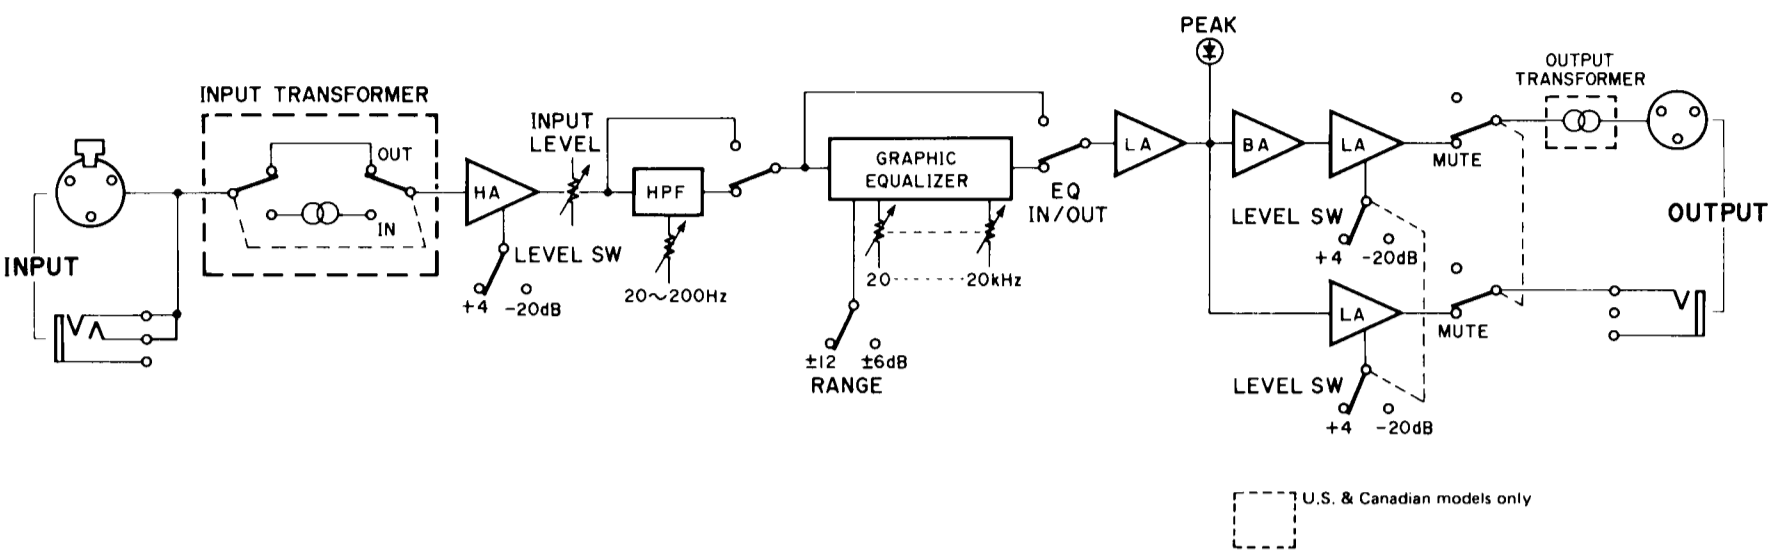 PEAK
OUTPUT
TRANSFORMER
INPUT TRANSFORMER
INPUT
LEVEL
OUT
IN
HA
HPF
GRAPHIC
EQUALIZER
LA
BA
LA
MUTE
EQ
IN/OUT
LEVEL SW
OUTPUT
INPUT
LEVEL SW
+4 -20dB
20~200Hz
20 20kHz
+4 -20dB
LA
MUTE
±12 ±6dB
RANGE
LEVEL SW
+4 -20dB
U.S. & Canadian models only